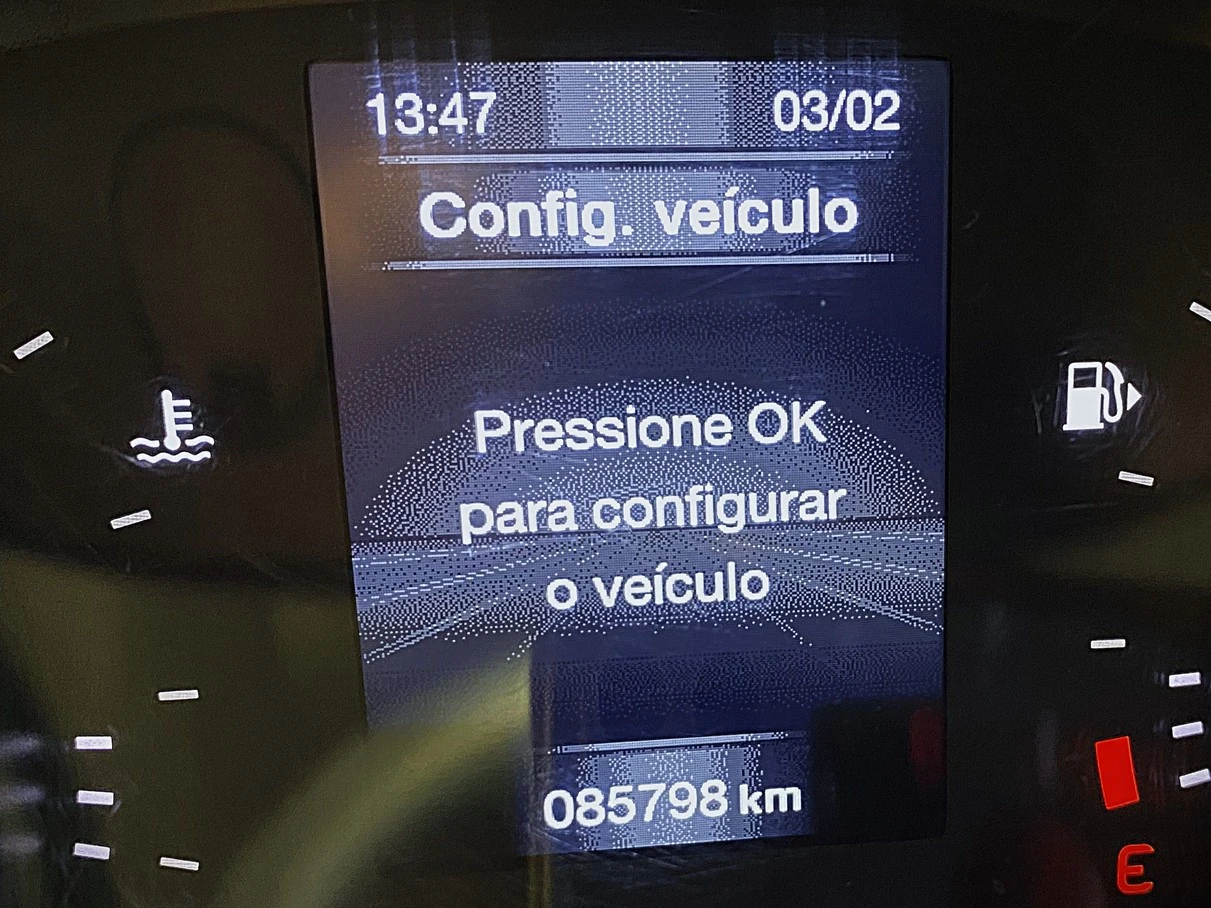 13:47 03/02
Config. veículo
Pressione OK
para configurar
o veículo
085798 km
E